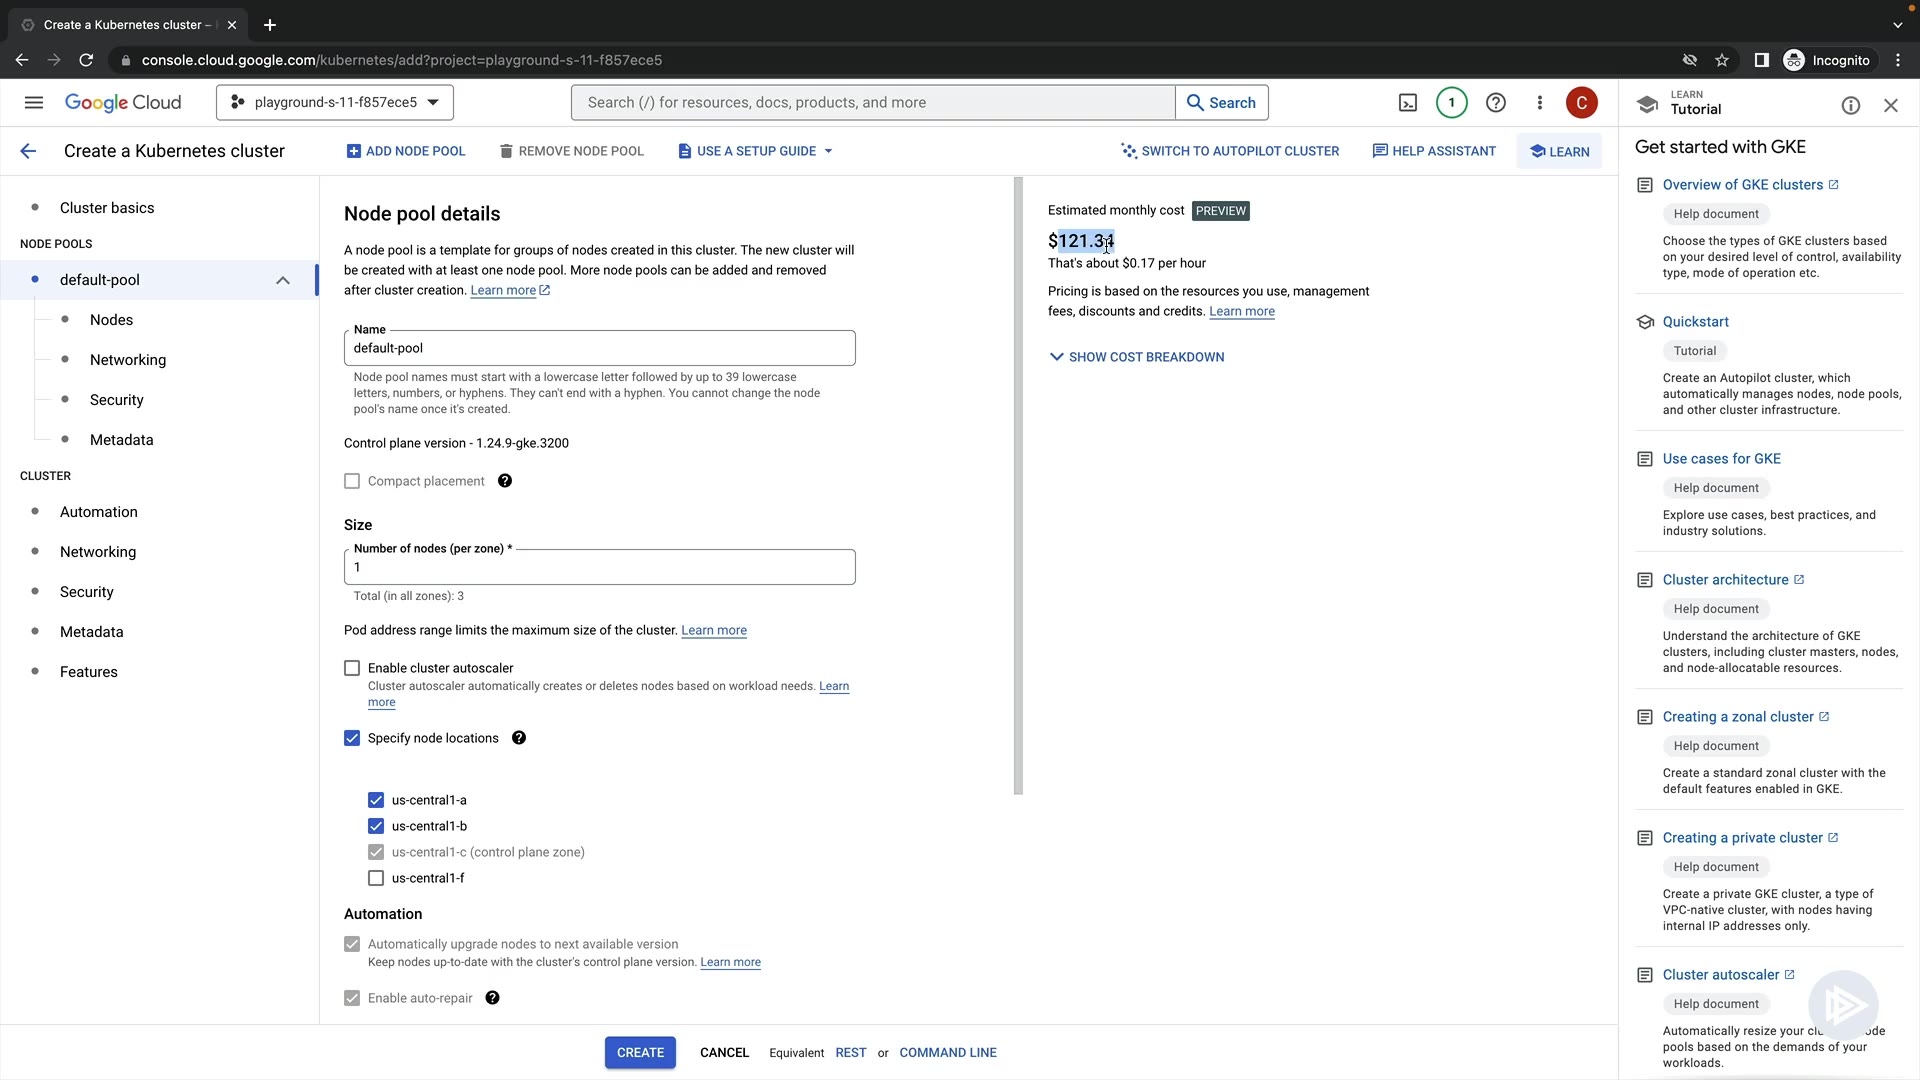 Create a Kubernetes cluster –
console.cloud.google.com/kubernetes/add?project=playground-s-11-f857ece5
Incognito
Google Cloud
playground-s-11-f857ece5
Search (/) for resources, docs, products, and more
Search
1
C
LEARN
Tutorial
Create a Kubernetes cluster
ADD NODE POOL
REMOVE NODE POOL
USE A SETUP GUIDE
SWITCH TO AUTOPILOT CLUSTER
HELP ASSISTANT
LEARN
Cluster basics
NODE POOLS
default-pool
Nodes
Networking
Security
Metadata
CLUSTER
Automation
Networking
Security
Metadata
Features
Node pool details
A node pool is a template for groups of nodes created in this cluster. The new cluster will
be created with at least one node pool. More node pools can be added and removed
after cluster creation. Learn more
Name
default-pool
Node pool names must start with a lowercase letter followed by up to 39 lowercase
letters, numbers, or hyphens. They can't end with a hyphen. You cannot change the node
pool's name once it's created.
Control plane version - 1.24.9-gke.3200
Compact placement
Size
Number of nodes (per zone) *
1
Total (in all zones): 3
Pod address range limits the maximum size of the cluster. Learn more
Enable cluster autoscaler
Cluster autoscaler automatically creates or deletes nodes based on workload needs. Learn
more
Specify node locations
us-central1-a
us-central1-b
us-central1-c (control plane zone)
us-central1-f
Automation
Automatically upgrade nodes to next available version
Keep nodes up-to-date with the cluster's control plane version. Learn more
Enable auto-repair
Estimated monthly cost PREVIEW
$121.34
That's about $0.17 per hour
Pricing is based on the resources you use, management
fees, discounts and credits. Learn more
SHOW COST BREAKDOWN
CREATE
CANCEL
Equivalent REST or COMMAND LINE
Get started with GKE
Overview of GKE clusters
Help document
Choose the types of GKE clusters based
on your desired level of control, availability
type, mode of operation etc.
Quickstart
Tutorial
Create an Autopilot cluster, which
automatically manages nodes, node pools,
and other cluster infrastructure.
Use cases for GKE
Help document
Explore use cases, best practices, and
industry solutions.
Cluster architecture
Help document
Understand the architecture of GKE
clusters, including cluster masters, nodes,
and node-allocatable resources.
Creating a zonal cluster
Help document
Create a standard zonal cluster with the
default features enabled in GKE.
Creating a private cluster
Help document
Create a private GKE cluster, a type of
VPC-native cluster, with nodes having
internal IP addresses only.
Cluster autoscaler
Help document
Automatically resize your
pools based on the demands of your
workloads.